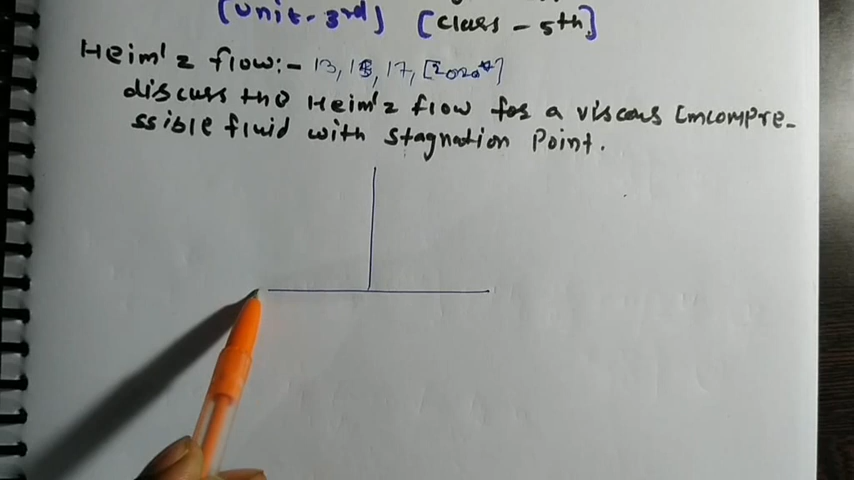 [Unit-3rd] [Class-5th]
Heim'z flow:- 13, 15, 17, [2020*]
discuss the Heim'z flow for a viscous Incompre-
ssible fluid with stagnation Point.